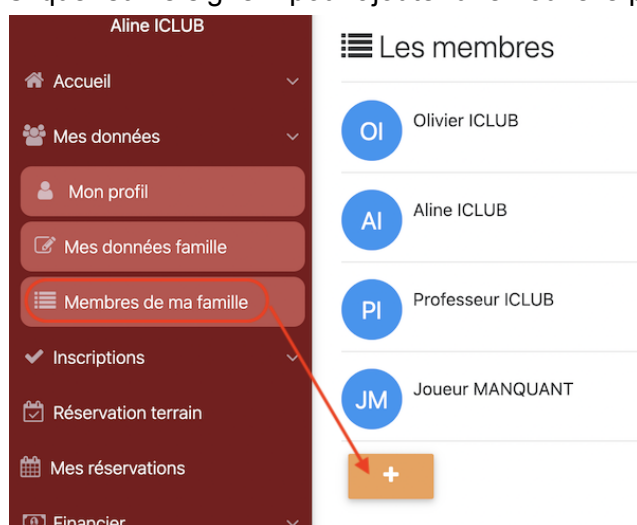 Aline ICLUB
Accueil
Mes données
Mon profil
Mes données famille
Membres de ma famille
Inscriptions
Réservation terrain
Mes réservations
Financier
Les membres
OI Olivier ICLUB
AI Aline ICLUB
PI Professeur ICLUB
JM Joueur MANQUANT
+